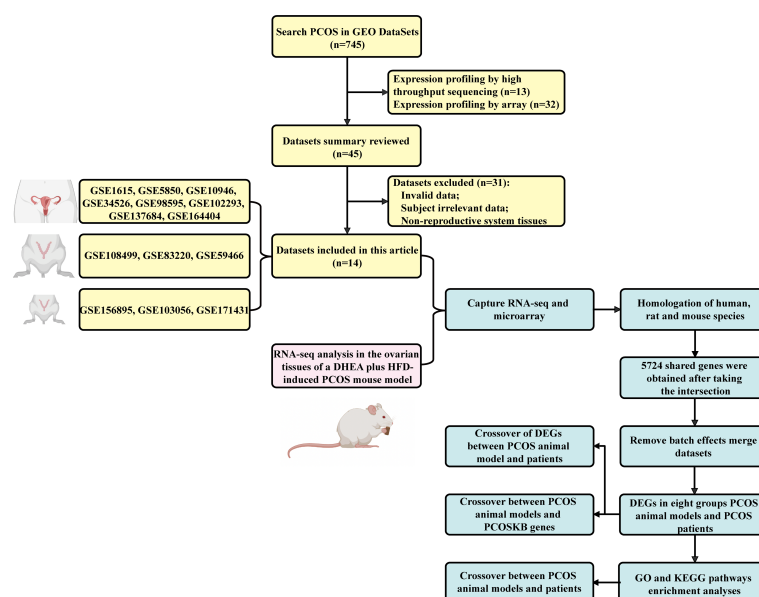 Search PCOS in GEO DataSets
(n=745)
Expression profiling by high
throughput sequencing (n=13)
Expression profiling by array (n=32)
Datasets summary reviewed
(n=45)
Datasets excluded (n=31):
Invalid data;
Subject irrelevant data;
Non-reproductive system tissues
GSE1615, GSE5850, GSE10946,
GSE34526, GSE98595, GSE102293,
GSE137684, GSE164404
GSE108499, GSE83220, GSE59466
GSE156895, GSE103056, GSE171431
Datasets included in this article
(n=14)
RNA-seq analysis in the ovarian
tissues of a DHEA plus HFD-
induced PCOS mouse model
Capture RNA-seq and
microarray
Homologation of human,
rat and mouse species
5724 shared genes were
obtained after taking
the intersection
Remove batch effects merge
datasets
DEGs in eight groups PCOS
animal models and PCOS
patients
Crossover of DEGs
between PCOS animal
model and patients
Crossover between PCOS
animal models and
PCOSKB genes
GO and KEGG pathways
enrichment analyses
Crossover between PCOS
animal models and patients